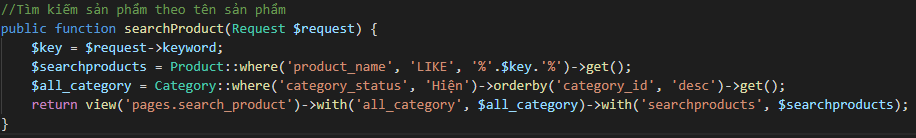 //Tìm kiếm sản phẩm theo tên sản phẩm
public function searchProduct(Request $request) {
    $key = $request->keyword;
    $searchproducts = Product::where('product_name', 'LIKE', '%'.$key.'%')->get();
    $all_category = Category::where('category_status', 'Hiện')->orderby('category_id', 'desc')->get();
    return view('pages.search_product')->with('all_category', $all_category)->with('searchproducts', $searchproducts);
}